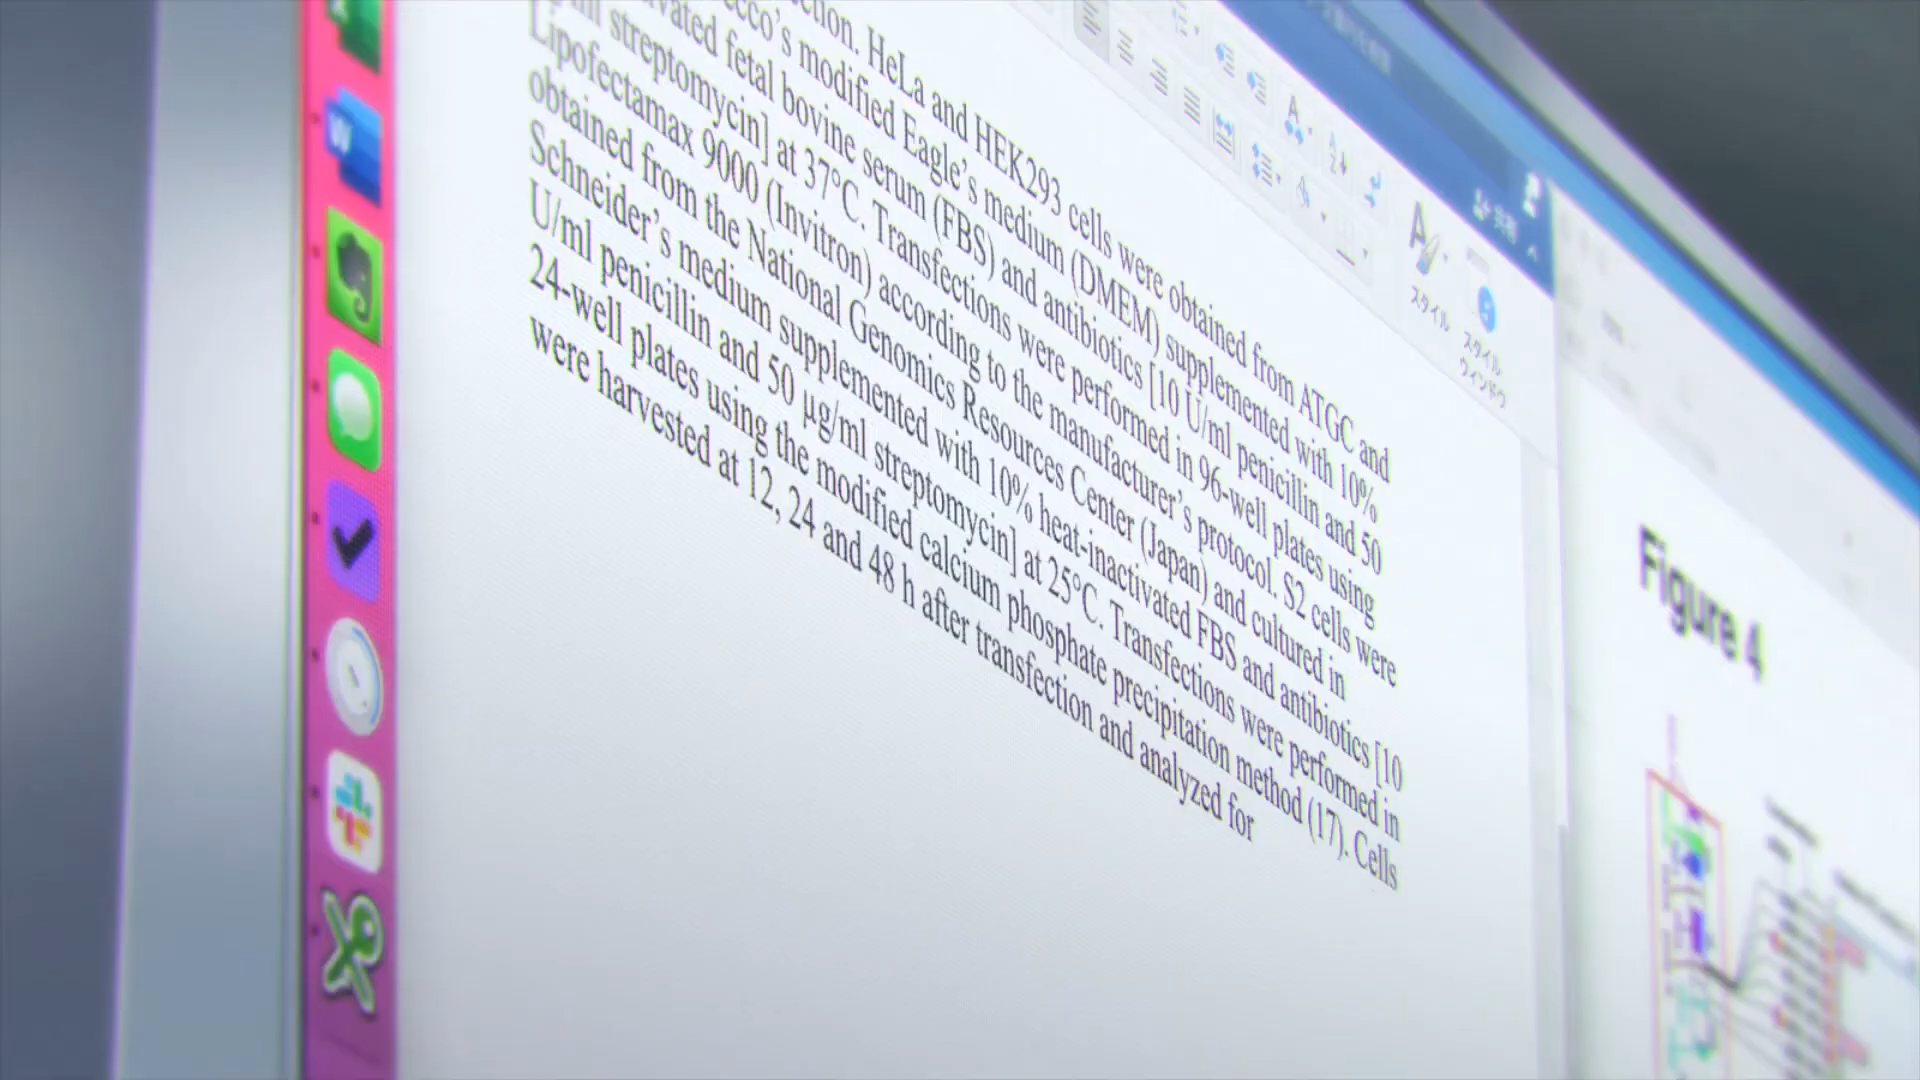 HeLa and HEK293 cells were obtained from ATGC and
modified Eagle's medium (DMEM) supplemented with 10%
fetal bovine serum (FBS) and antibiotics [10 U/ml penicillin and 50
streptomycin] at 37°C. Transfections were performed in 96-well plates using
Lipofectamax 9000 (Invitron) according to the manufacturer's protocol. S2 cells were
obtained from the National Genomics Resources Center (Japan) and cultured in
Schneider's medium supplemented with 10% heat-inactivated FBS and antibiotics [10
U/ml penicillin and 50 μg/ml streptomycin] at 25°C. Transfections were performed in
24-well plates using the modified calcium phosphate precipitation method (17). Cells
were harvested at 12, 24 and 48 h after transfection and analyzed for
共有
スタイル
スタイル
ウィンドウ
Figure 4